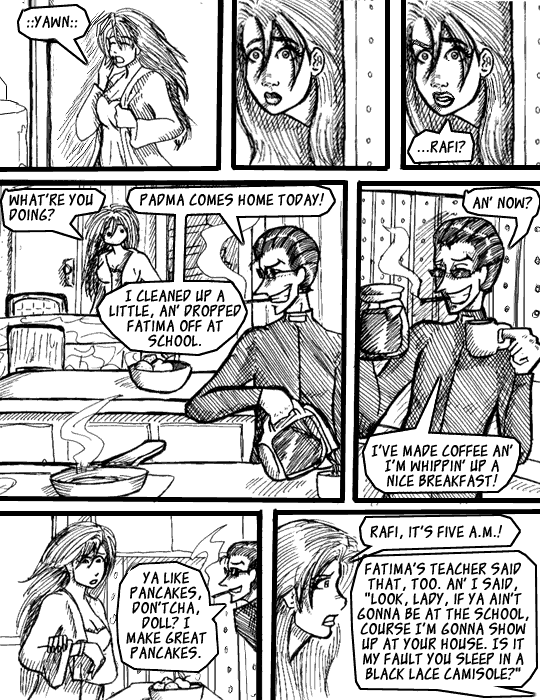 ::YAWN::
...RAFI?
WHAT'RE YOU
DOING?
PADMA COMES HOME TODAY!
I CLEANED UP A
LITTLE, AN' DROPPED
FATIMA OFF AT
SCHOOL.
AN' NOW?
I'VE MADE COFFEE AN'
I'M WHIPPIN' UP A
NICE BREAKFAST!
YA LIKE
PANCAKES,
DON'TCHA,
DOLL? I
MAKE GREAT
PANCAKES.
RAFI, IT'S FIVE A.M.!
FATIMA'S TEACHER SAID
THAT, TOO. AN' I SAID,
"LOOK, LADY, IF YA AIN'T
GONNA BE AT THE SCHOOL,
COURSE I'M GONNA SHOW
UP AT YOUR HOUSE. IS IT
MY FAULT YOU SLEEP IN A
BLACK LACE CAMISOLE?"